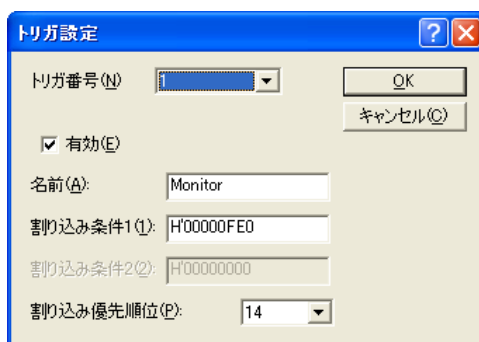 トリガ設定
トリガ番号(N) 1
OK
キャンセル(C)
有効(E)
名前(A): Monitor
割り込み条件1(1): H'00000FE0
割り込み条件2(2): H'00000000
割り込み優先順位(P): 14